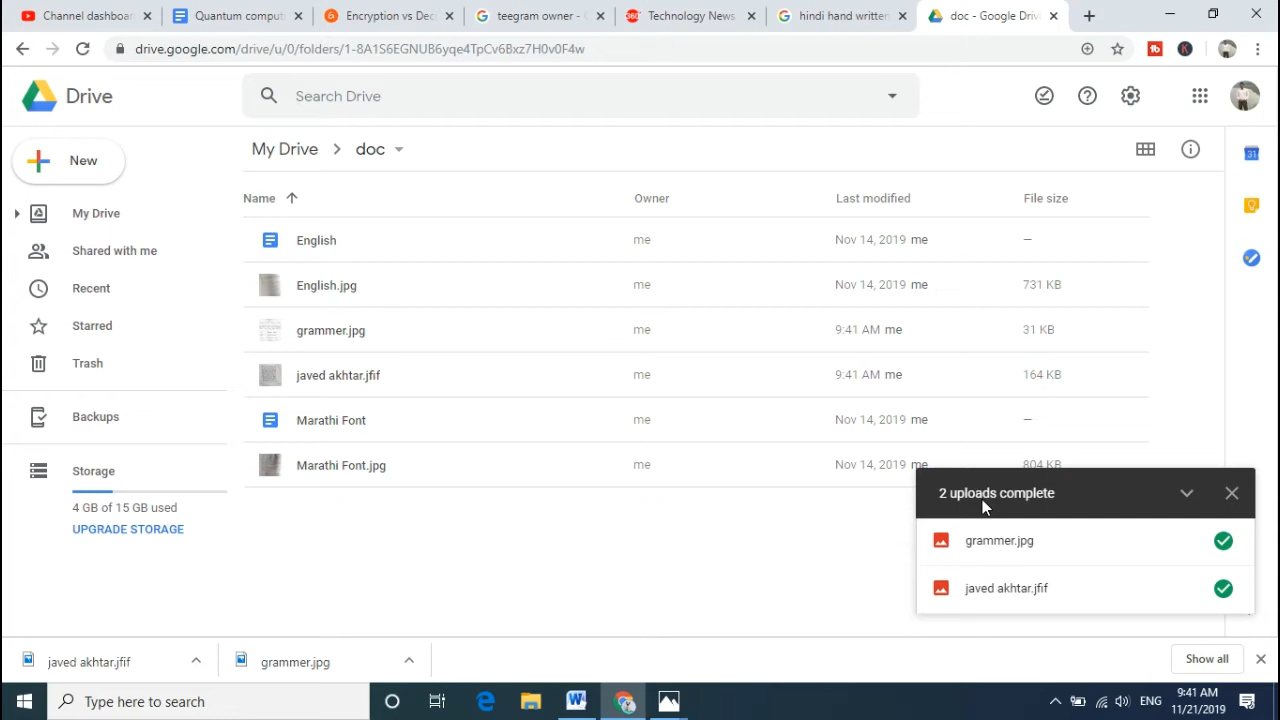 Channel dashboa
Quantum comput
Encryption vs Dec
teegram owner - G
Technology News
hindi hand written
doc - Google Driv
drive.google.com/drive/u/0/folders/1-8A1S6EGNUB6yqe4TpCv6Bxz7H0v0F4w
Drive
Search Drive
New
My Drive
Shared with me
Recent
Starred
Trash
Backups
Storage
4 GB of 15 GB used
UPGRADE STORAGE
My Drive > doc
Name Owner Last modified File size
English me Nov 14, 2019 me —
English.jpg me Nov 14, 2019 me 731 KB
grammer.jpg me 9:41 AM me 31 KB
javed akhtar.jfif me 9:41 AM me 164 KB
Marathi Font me Nov 14, 2019 me —
Marathi Font.jpg me Nov 14, 2019 me 804 KB
31
2 uploads complete
grammer.jpg
javed akhtar.jfif
javed akhtar.jfif
grammer.jpg
Show all
Type here to search
ENG
9:41 AM
11/21/2019